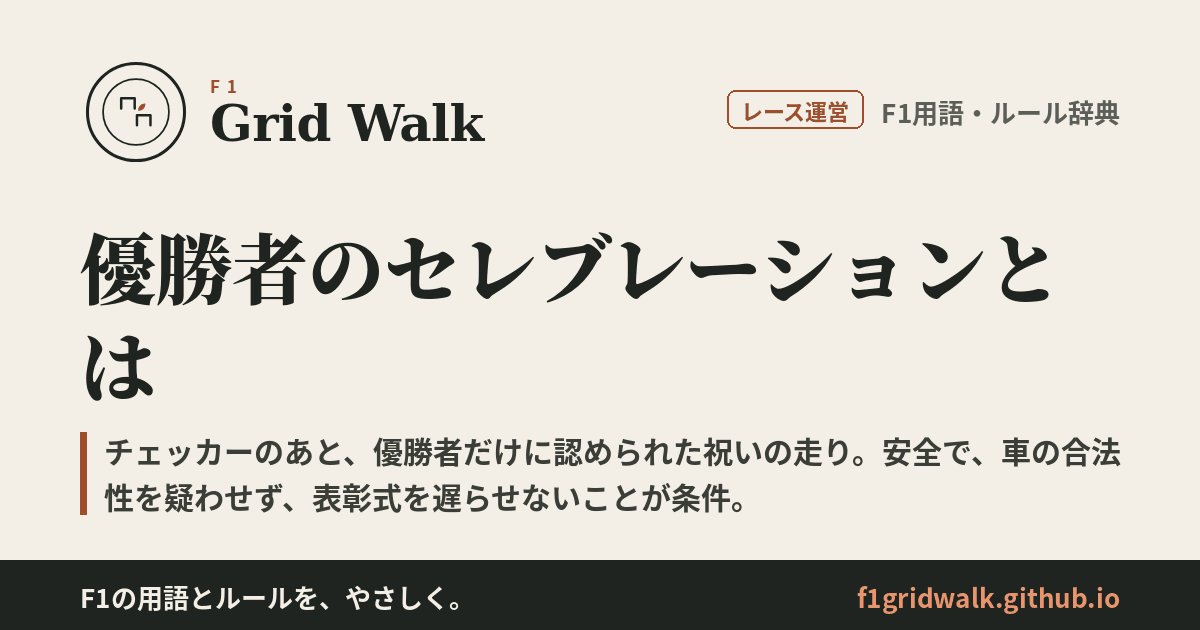 F1
Grid Walk
レース運営
F1用語・ルール辞典
優勝者のセレブレーションと
は
チェッカーのあと、優勝者だけに認められた祝いの走り。安全で、車の合法
性を疑わせず、表彰式を遅らせないことが条件。
F1の用語とルールを、やさしく。
f1gridwalk.github.io